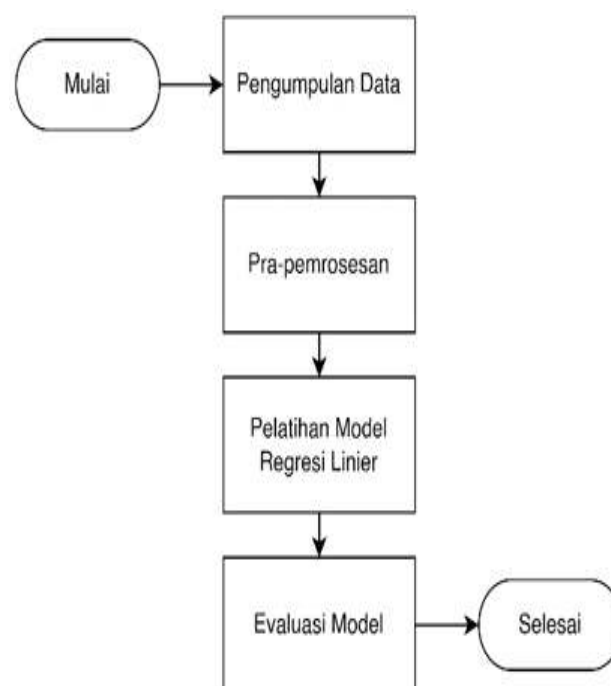 Mulai
Pengumpulan Data
Pra-pemrosesan
Pelatihan Model
Regresi Linier
Evaluasi Model
Selesai